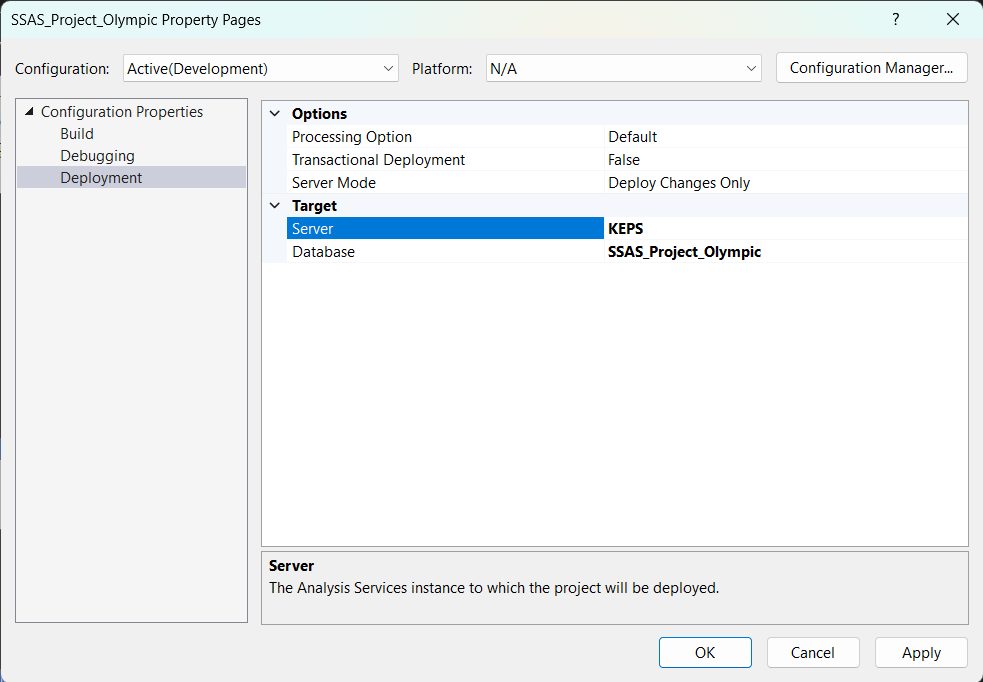 SSAS_Project_Olympic Property Pages ?
Configuration: Active(Development) Platform: N/A Configuration Manager...
Configuration Properties
Build
Debugging
Deployment
Options
Processing Option Default
Transactional Deployment False
Server Mode Deploy Changes Only
Target
Server KEPS
Database SSAS_Project_Olympic
Server
The Analysis Services instance to which the project will be deployed.
OK Cancel Apply